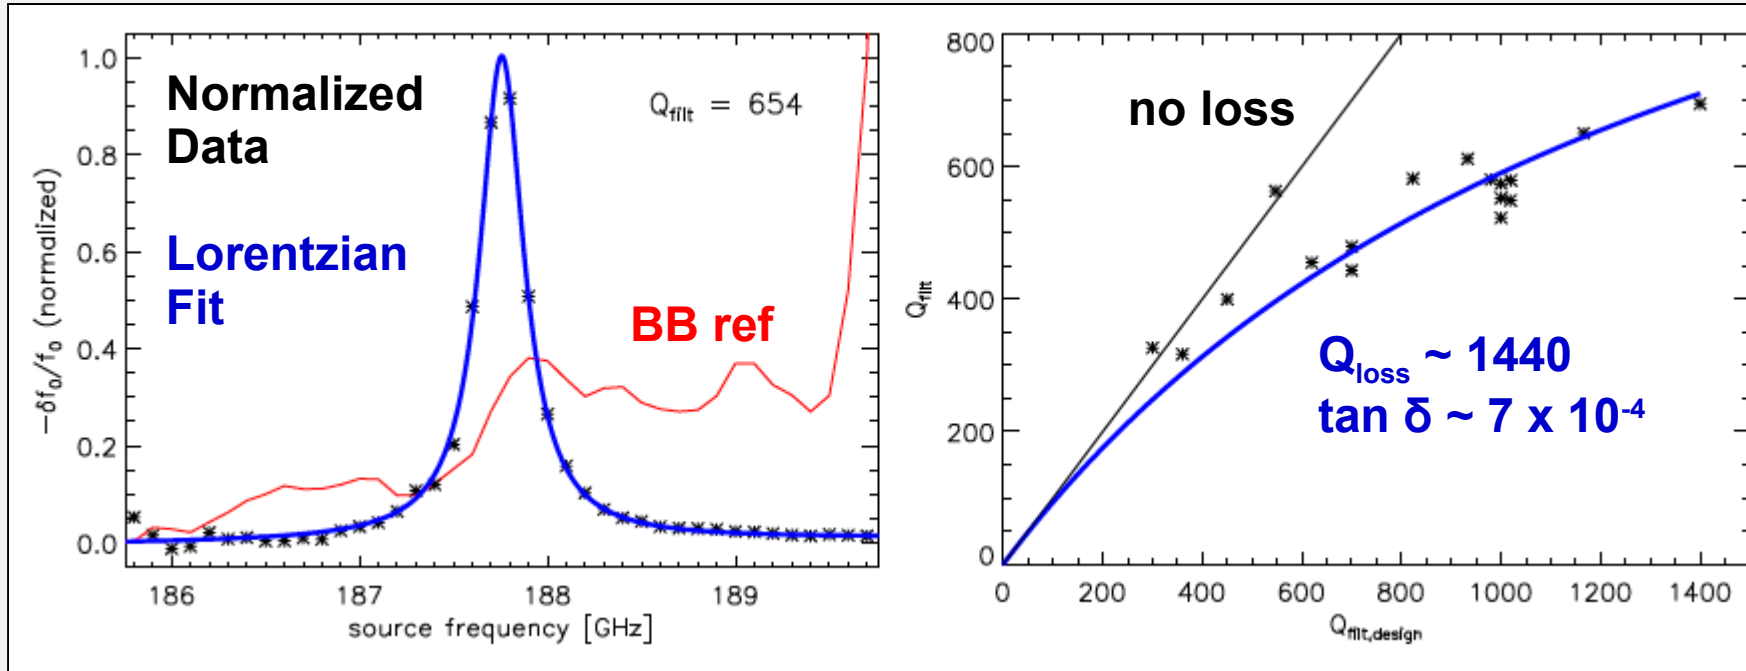 1.0
0.8
0.6
0.4
0.2
0.0
−δf₀/f₀ (normalized)
Normalized
Data
Lorentzian
Fit
Q_filt = 654
BB ref
186 187 188 189
source frequency [GHz]
800
600
400
200
0
Q_filt
no loss
Q_loss ~ 1440
tan δ ~ 7 x 10⁻⁴
0 200 400 600 800 1000 1200 1400
Q_filt,design